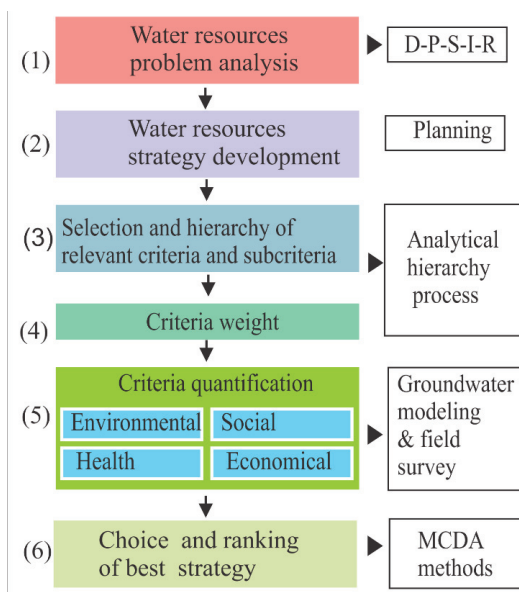 (1)
Water resources
problem analysis
D-P-S-I-R
(2)
Water resources
strategy development
Planning
(3)
Selection and hierarchy of
relevant criteria and subcriteria
Analytical
hierarchy
process
(4)
Criteria weight
(5)
Criteria quantification
Environmental
Social
Health
Economical
Groundwater
modeling
& field
survey
(6)
Choice and ranking
of best strategy
MCDA
methods